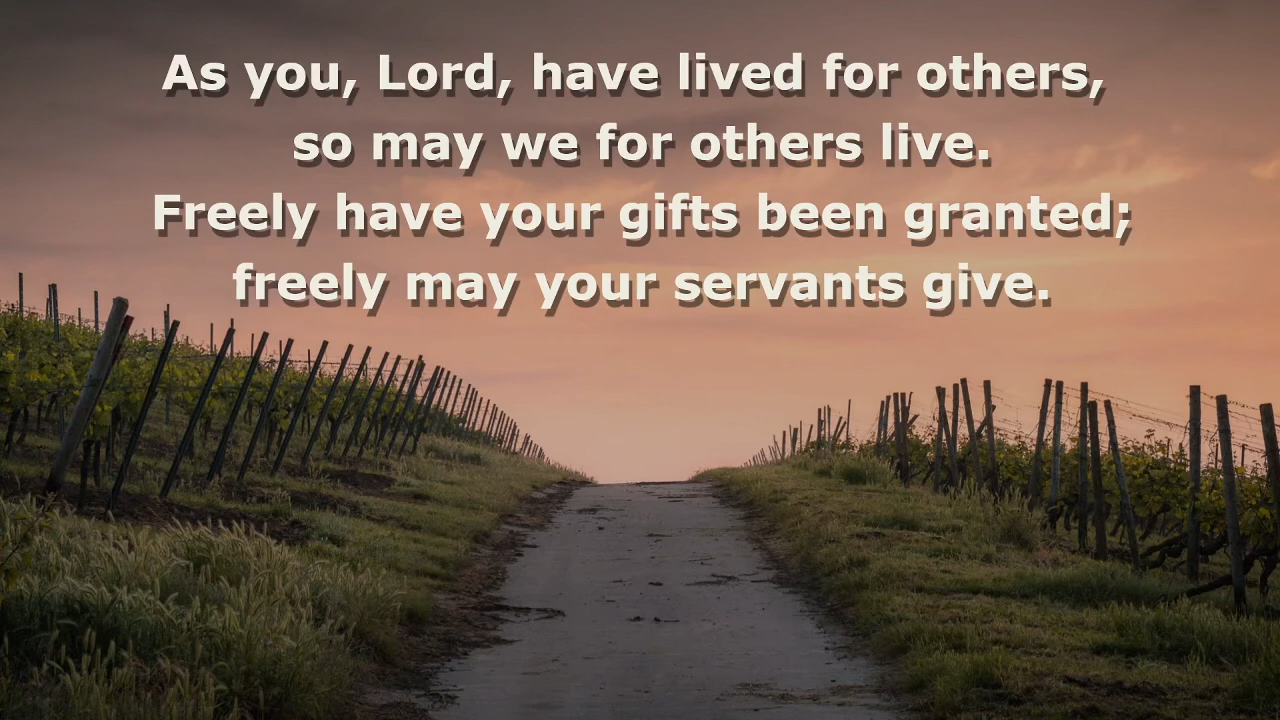 As you, Lord, have lived for others,
so may we for others live.
Freely have your gifts been granted;
freely may your servants give.